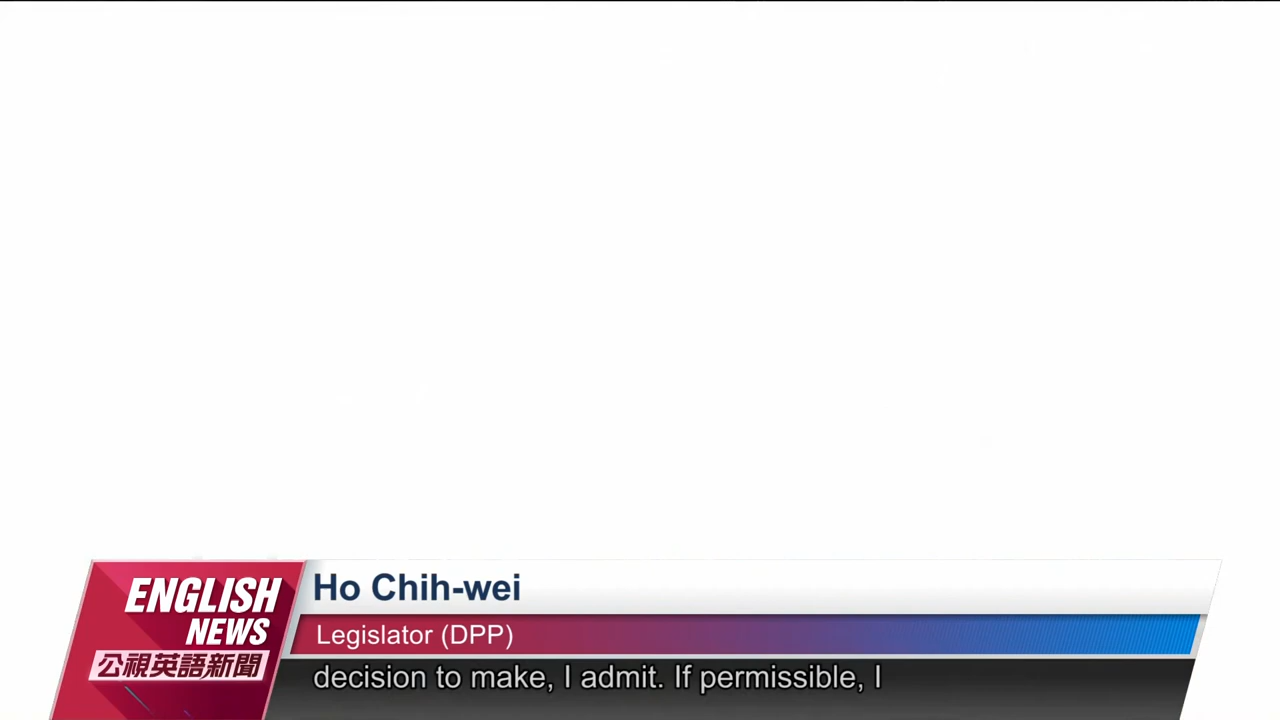 ENGLISH
NEWS
公視英語新聞
Ho Chih-wei
Legislator (DPP)
decision to make, I admit. If permissible, I